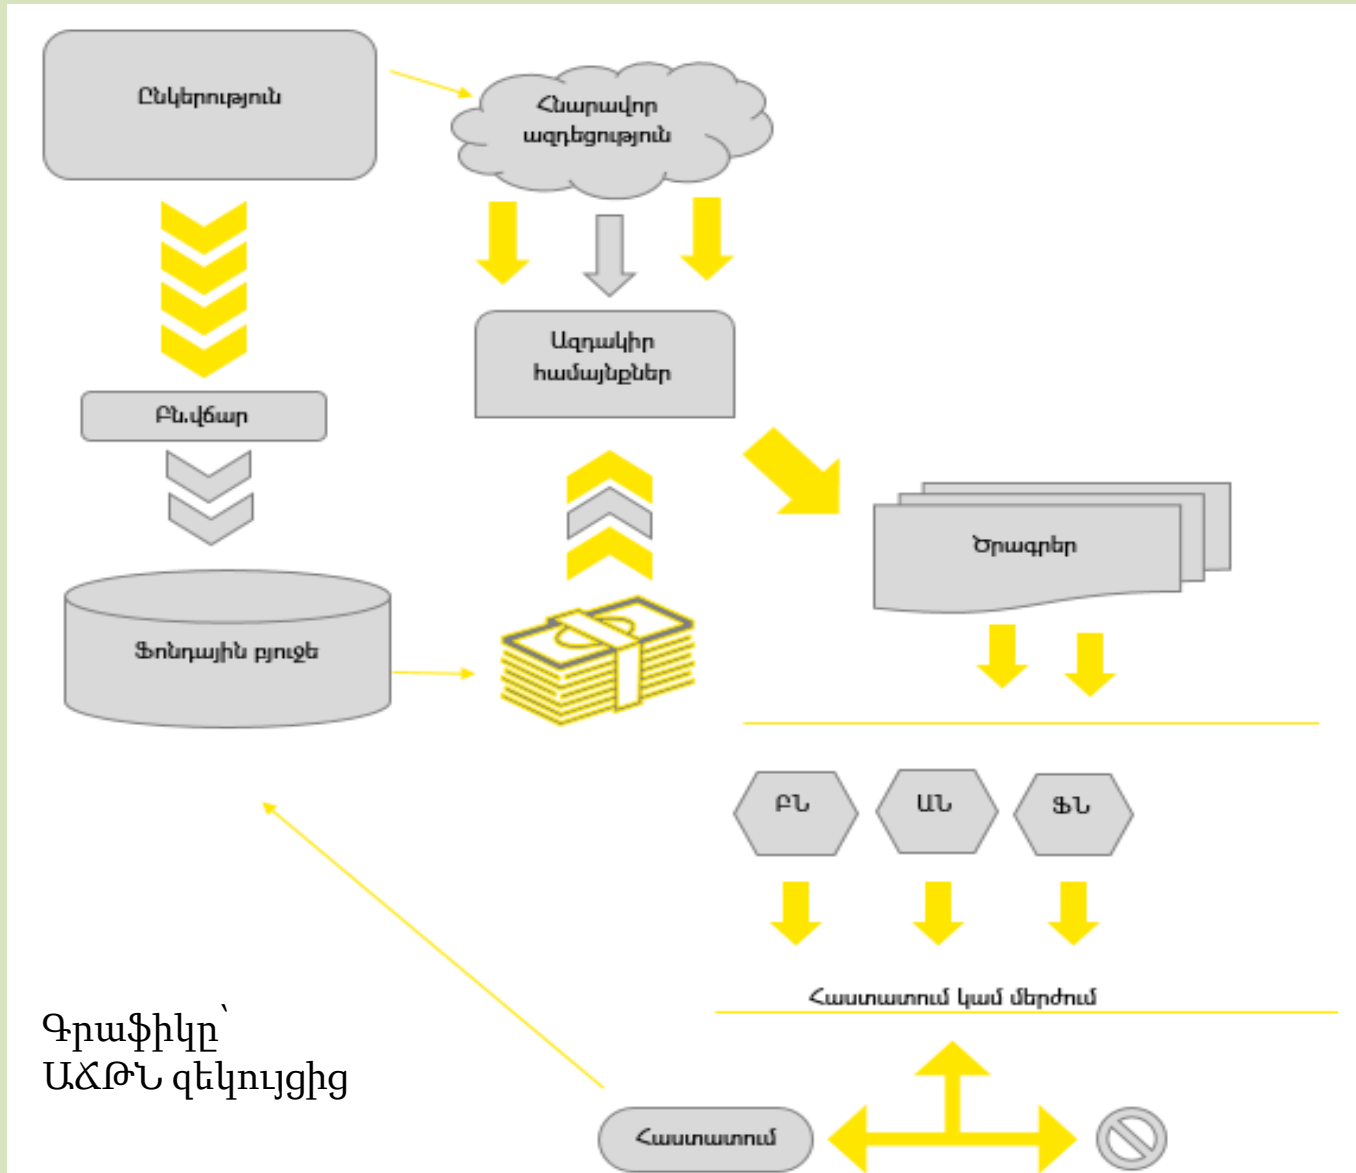 Ընկերություն
Հնարավոր
ազդեցություն
Ազդակիր
համայնքներ
Բն.վճար
Ֆոնդային բյուջե
Ծրագրեր
ԲՆ
ԱՆ
ՖՆ
Հաստատում կամ մերժում
Հաստատում
Գրաֆիկը՝
ԱՃԹՆ զեկույցից